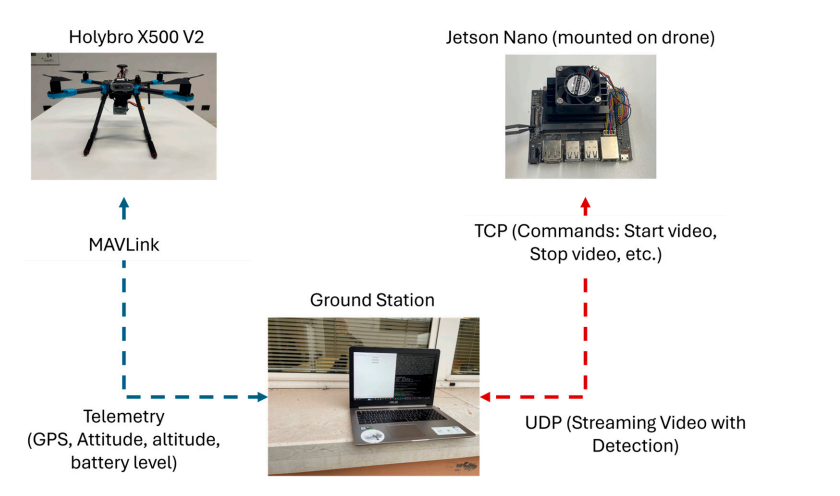 Holybro X500 V2
Jetson Nano (mounted on drone)
MAVLink
TCP (Commands: Start video,
Stop video, etc.)
Ground Station
Telemetry
(GPS, Attitude, altitude,
battery level)
UDP (Streaming Video with
Detection)